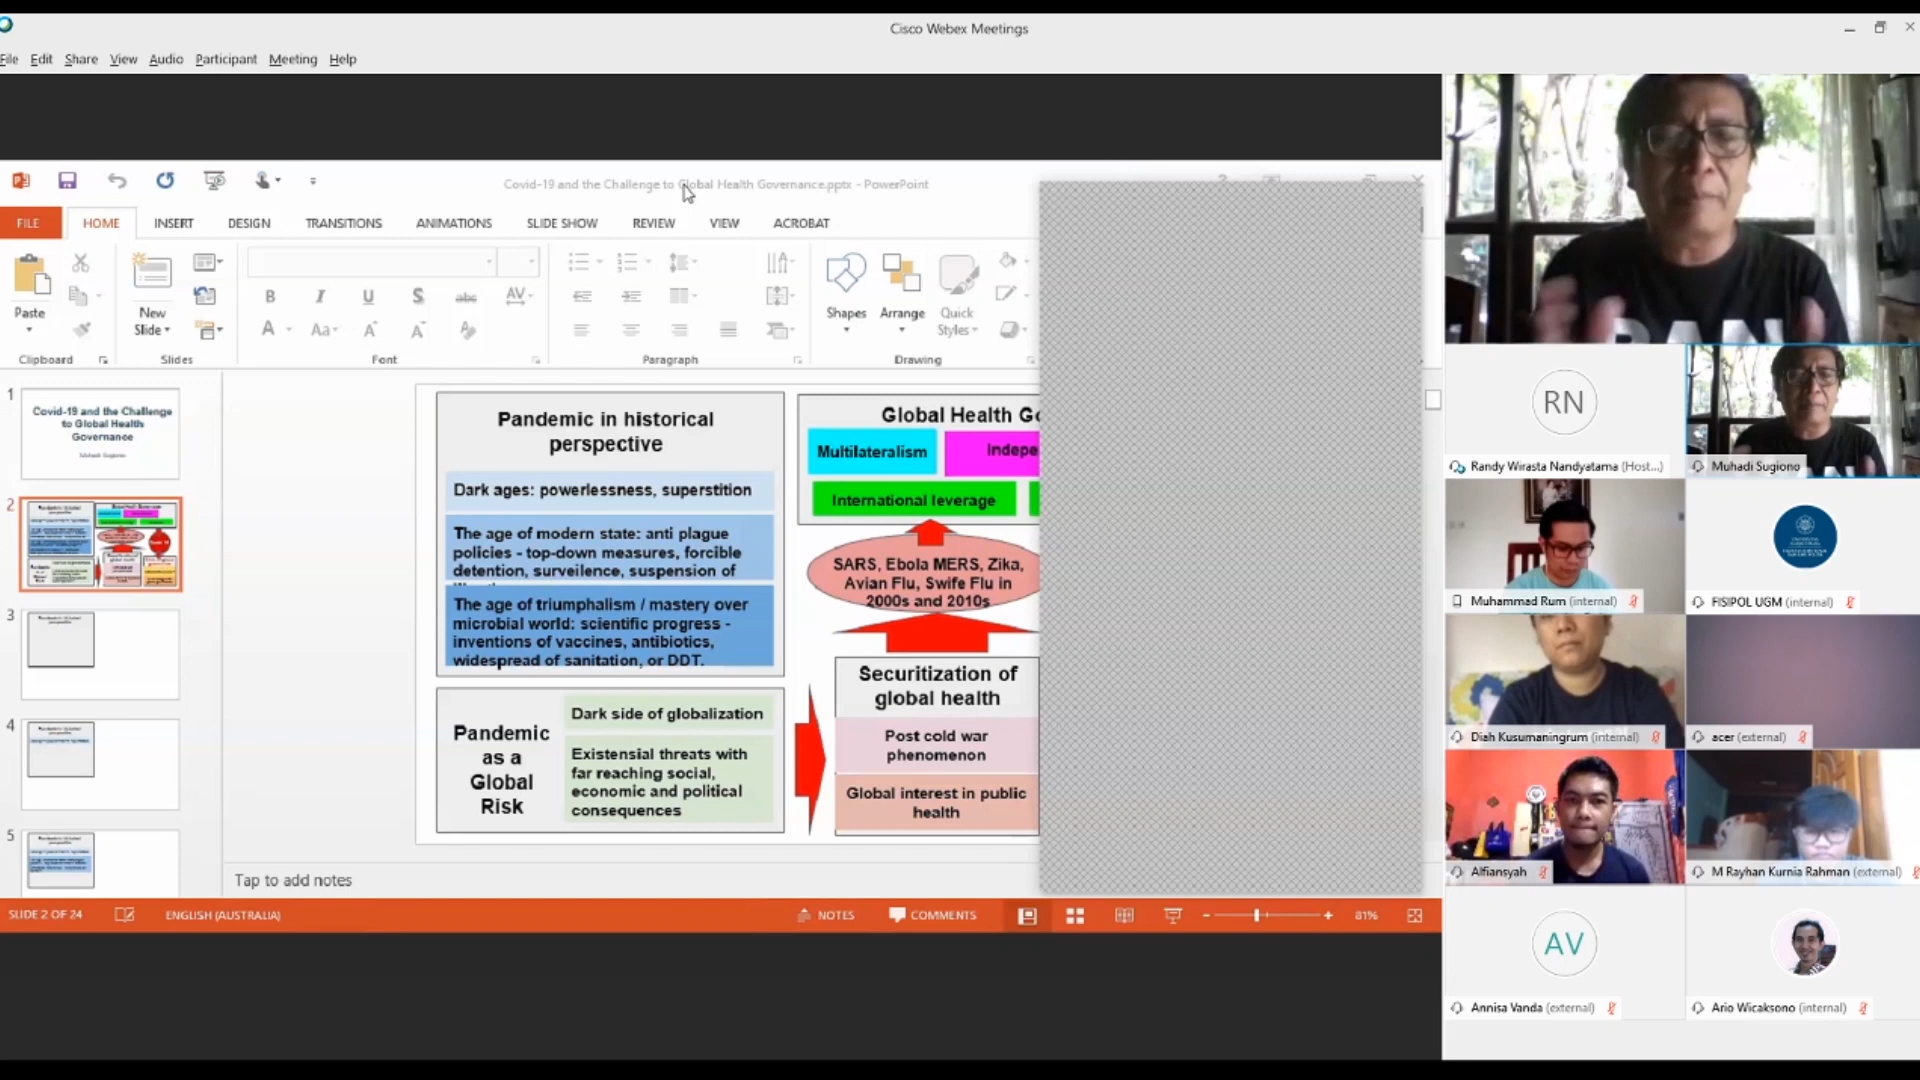 Cisco Webex Meetings
File Edit Share View Audio Participant Meeting Help
Covid-19 and the Challenge to Global Health Governance.pptx - PowerPoint
FILE HOME INSERT DESIGN TRANSITIONS ANIMATIONS SLIDE SHOW REVIEW VIEW ACROBAT
Paste
New
Slide
Shapes Arrange Quick
Styles
Clipboard Slides Font Paragraph Drawing
1
Covid-19 and the Challenge
to Global Health
Governance
Muhadi Sugiono
2
3
4
5
Pandemic in historical
perspective
Dark ages: powerlessness, superstition
The age of modern state: anti plague
policies - top-down measures, forcible
detention, surveilence, suspension of
The age of triumphalism / mastery over
microbial world: scientific progress -
inventions of vaccines, antibiotics,
widespread of sanitation, or DDT.
Pandemic
as a
Global
Risk
Dark side of globalization
Existensial threats with
far reaching social,
economic and political
consequences
Global Health Go
Multilateralism
Indepe
International leverage
SARS, Ebola MERS, Zika,
Avian Flu, Swife Flu in
2000s and 2010s
Securitization of
global health
Post cold war
phenomenon
Global interest in public
health
Tap to add notes
SLIDE 2 OF 24 ENGLISH (AUSTRALIA) NOTES COMMENTS 81%
RN
Randy Wirasta Nandyatama (Host...)
Muhadi Sugiono
Muhammad Rum (internal)
FISIPOL UGM (internal)
Diah Kusumaningrum (internal)
acer (external)
Alfiansyah
M Rayhan Kurnia Rahman (external)
AV
Annisa Vanda (external)
Ario Wicaksono (internal)